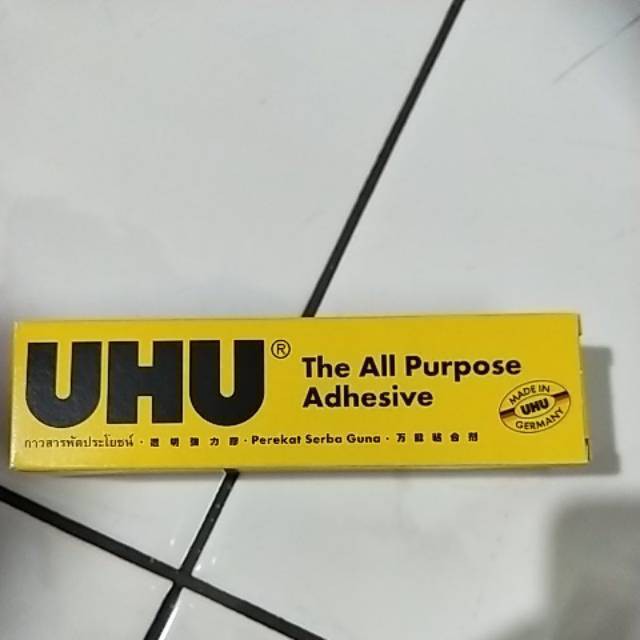 UHU®
The All Purpose
Adhesive
กาวสารพัดประโยชน์ · 透明強力膠 · Perekat Serba Guna · 万能粘合剂
MADE IN
UHU
GERMANY